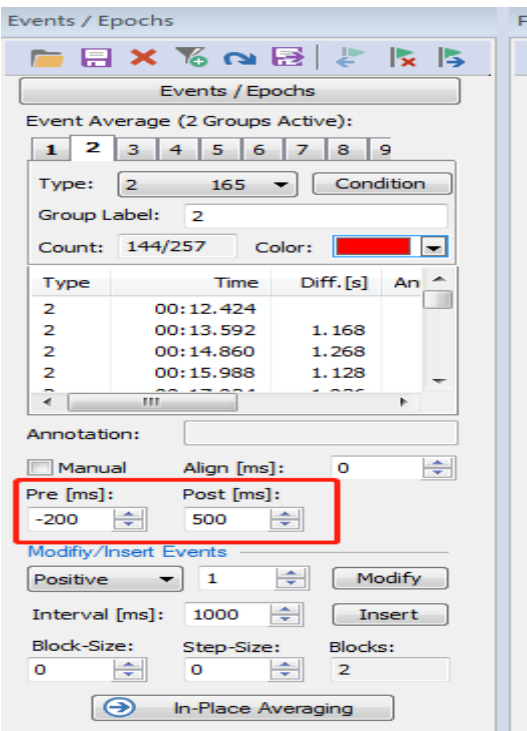 Events / Epochs
Events / Epochs
Event Average (2 Groups Active):
1 2 3 4 5 6 7 8 9
Type: 2 165 Condition
Group Label: 2
Count: 144/257 Color:
Type Time Diff.[s] An
2 00:12.424
2 00:13.592 1.168
2 00:14.860 1.268
2 00:15.988 1.128
Annotation:
Manual Align [ms]: 0
Pre [ms]: Post [ms]:
-200 500
Modifiy/Insert Events
Positive 1 Modify
Interval [ms]: 1000 Insert
Block-Size: Step-Size: Blocks:
0 0 2
In-Place Averaging